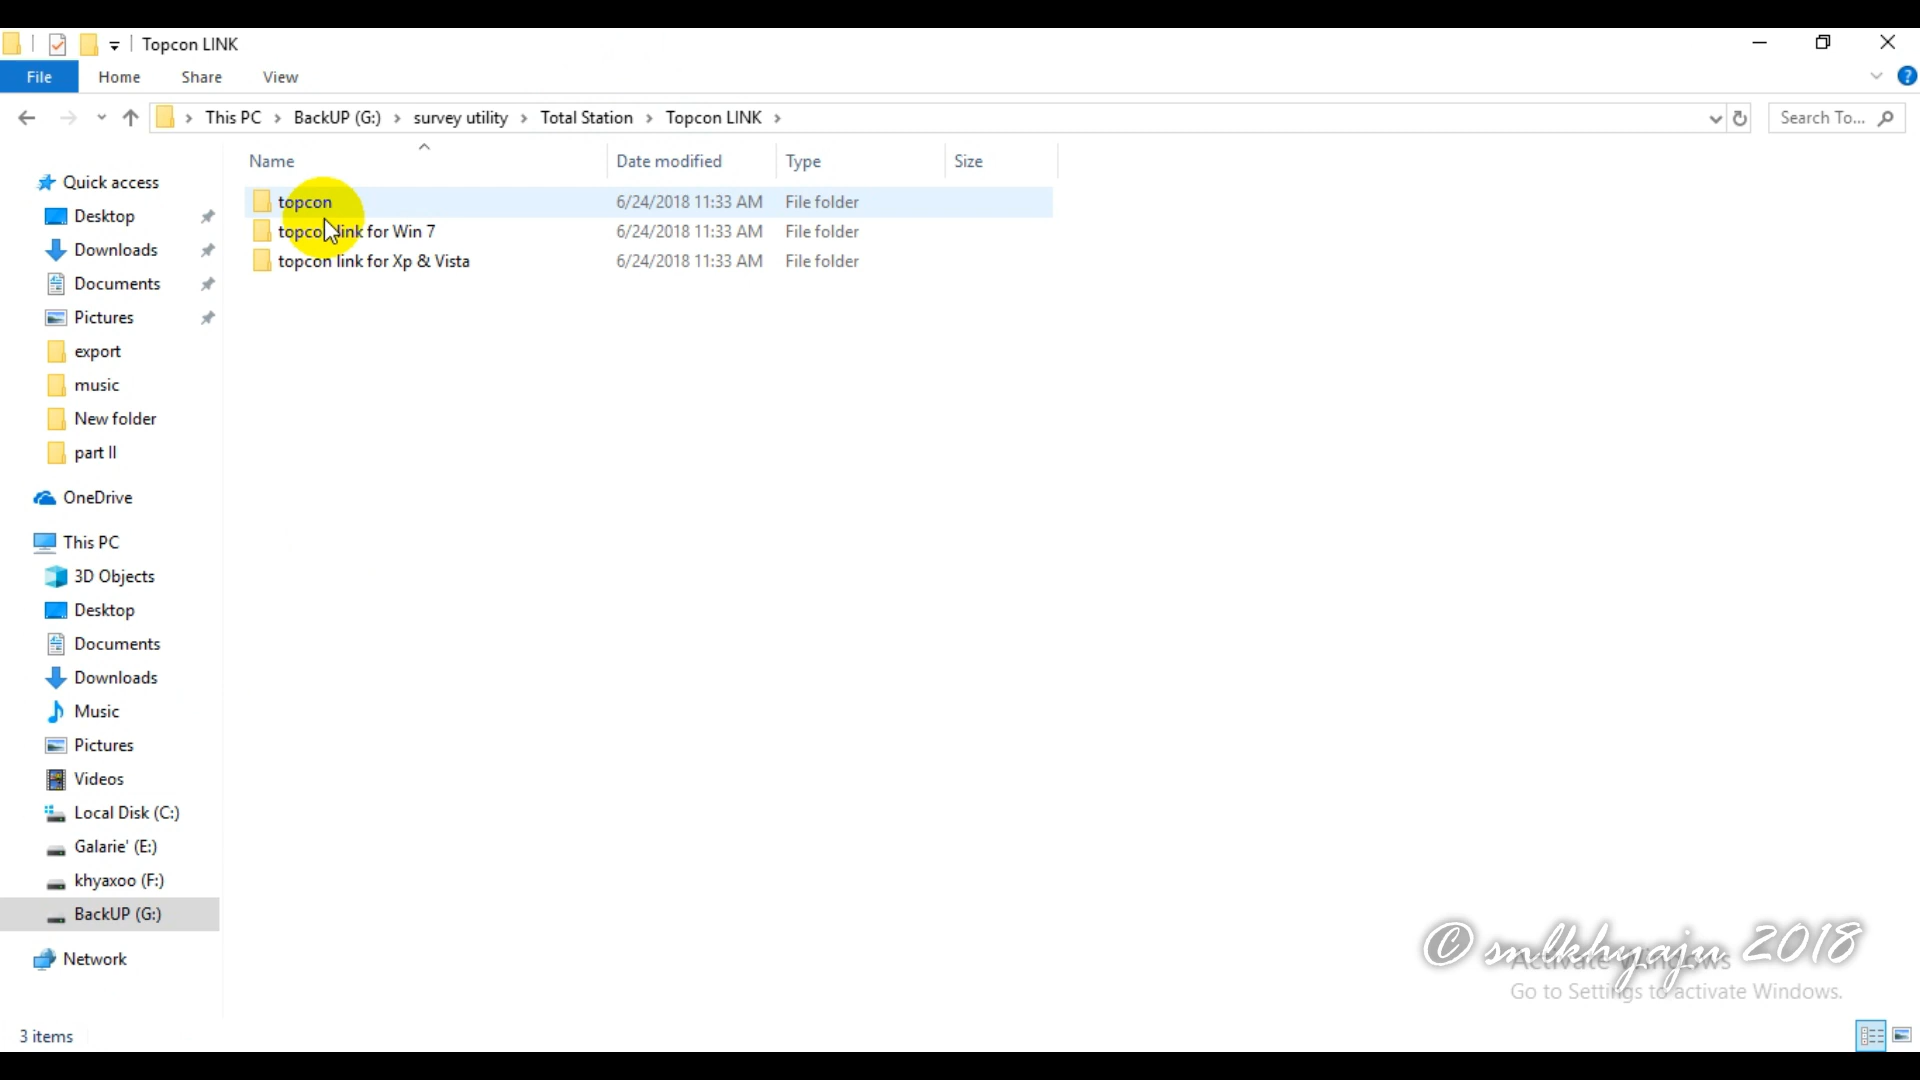 Topcon LINK
File Home Share View
This PC > BackUP (G:) > survey utility > Total Station > Topcon LINK >
Search To...
Name Date modified Type Size
topcon 6/24/2018 11:33 AM File folder
topcon link for Win 7 6/24/2018 11:33 AM File folder
topcon link for Xp & Vista 6/24/2018 11:33 AM File folder
Quick access
Desktop
Downloads
Documents
Pictures
export
music
New folder
part II
OneDrive
This PC
3D Objects
Desktop
Documents
Downloads
Music
Pictures
Videos
Local Disk (C:)
Galarie' (E:)
khyaxoo (F:)
BackUP (G:)
Network
© snlkhyaju 2018
Activate Windows
Go to Settings to activate Windows.
3 items